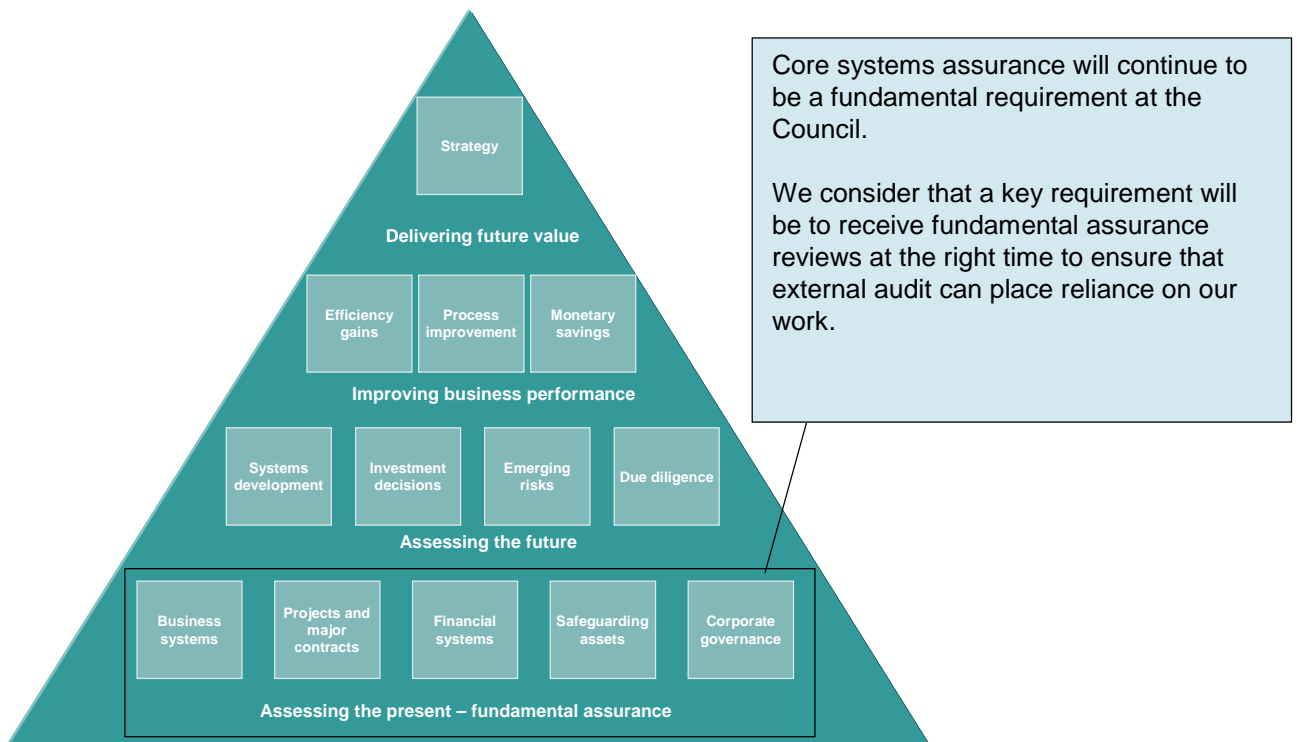 Strategy
Delivering future value
Efficiency
gains
Process
improvement
Monetary
savings
Improving business performance
Systems
development
Investment
decisions
Emerging
risks
Due diligence
Assessing the future
Business
systems
Projects and
major
contracts
Financial
systems
Safeguarding
assets
Corporate
governance
Assessing the present – fundamental assurance
Core systems assurance will continue to
be a fundamental requirement at the
Council.
We consider that a key requirement will
be to receive fundamental assurance
reviews at the right time to ensure that
external audit can place reliance on our
work.